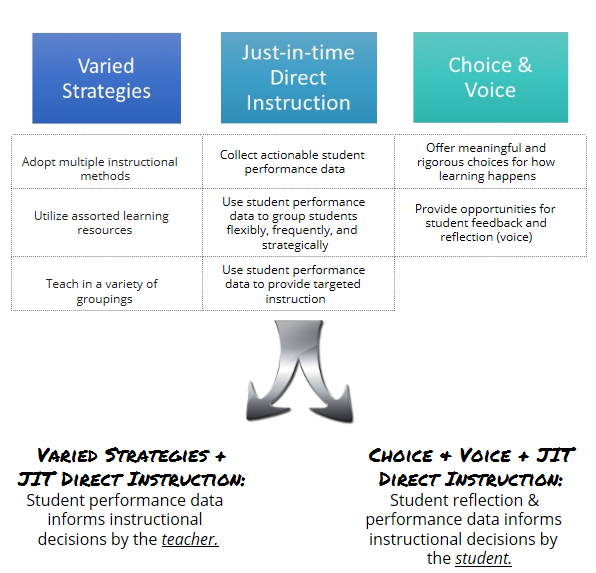 Varied
Strategies
Just-in-time
Direct
Instruction
Choice &
Voice
Adopt multiple instructional
methods
Collect actionable student
performance data
Offer meaningful and
rigorous choices for how
learning happens
Utilize assorted learning
resources
Use student performance
data to group students
flexibly, frequently, and
strategically
Provide opportunities for
student feedback and
reflection (voice)
Teach in a variety of
groupings
Use student performance
data to provide targeted
instruction
Varied Strategies +
JIT Direct Instruction:
Student performance data
informs instructional
decisions by the teacher.
Choice & Voice + JIT
Direct Instruction:
Student reflection &
performance data informs
instructional decisions by
the student.